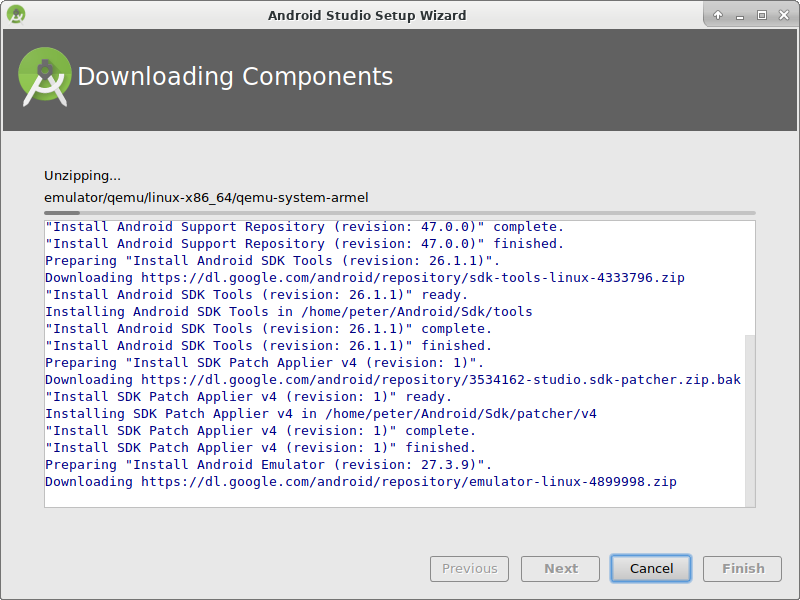 Android Studio Setup Wizard
Downloading Components
Unzipping...
emulator/qemu/linux-x86_64/qemu-system-armel
"Install Android Support Repository (revision: 47.0.0)" complete.
"Install Android Support Repository (revision: 47.0.0)" finished.
Preparing "Install Android SDK Tools (revision: 26.1.1)".
Downloading https://dl.google.com/android/repository/sdk-tools-linux-4333796.zip
"Install Android SDK Tools (revision: 26.1.1)" ready.
Installing Android SDK Tools in /home/peter/Android/Sdk/tools
"Install Android SDK Tools (revision: 26.1.1)" complete.
"Install Android SDK Tools (revision: 26.1.1)" finished.
Preparing "Install SDK Patch Applier v4 (revision: 1)".
Downloading https://dl.google.com/android/repository/3534162-studio.sdk-patcher.zip.bak
"Install SDK Patch Applier v4 (revision: 1)" ready.
Installing SDK Patch Applier v4 in /home/peter/Android/Sdk/patcher/v4
"Install SDK Patch Applier v4 (revision: 1)" complete.
"Install SDK Patch Applier v4 (revision: 1)" finished.
Preparing "Install Android Emulator (revision: 27.3.9)".
Downloading https://dl.google.com/android/repository/emulator-linux-4899998.zip
Previous Next Cancel Finish